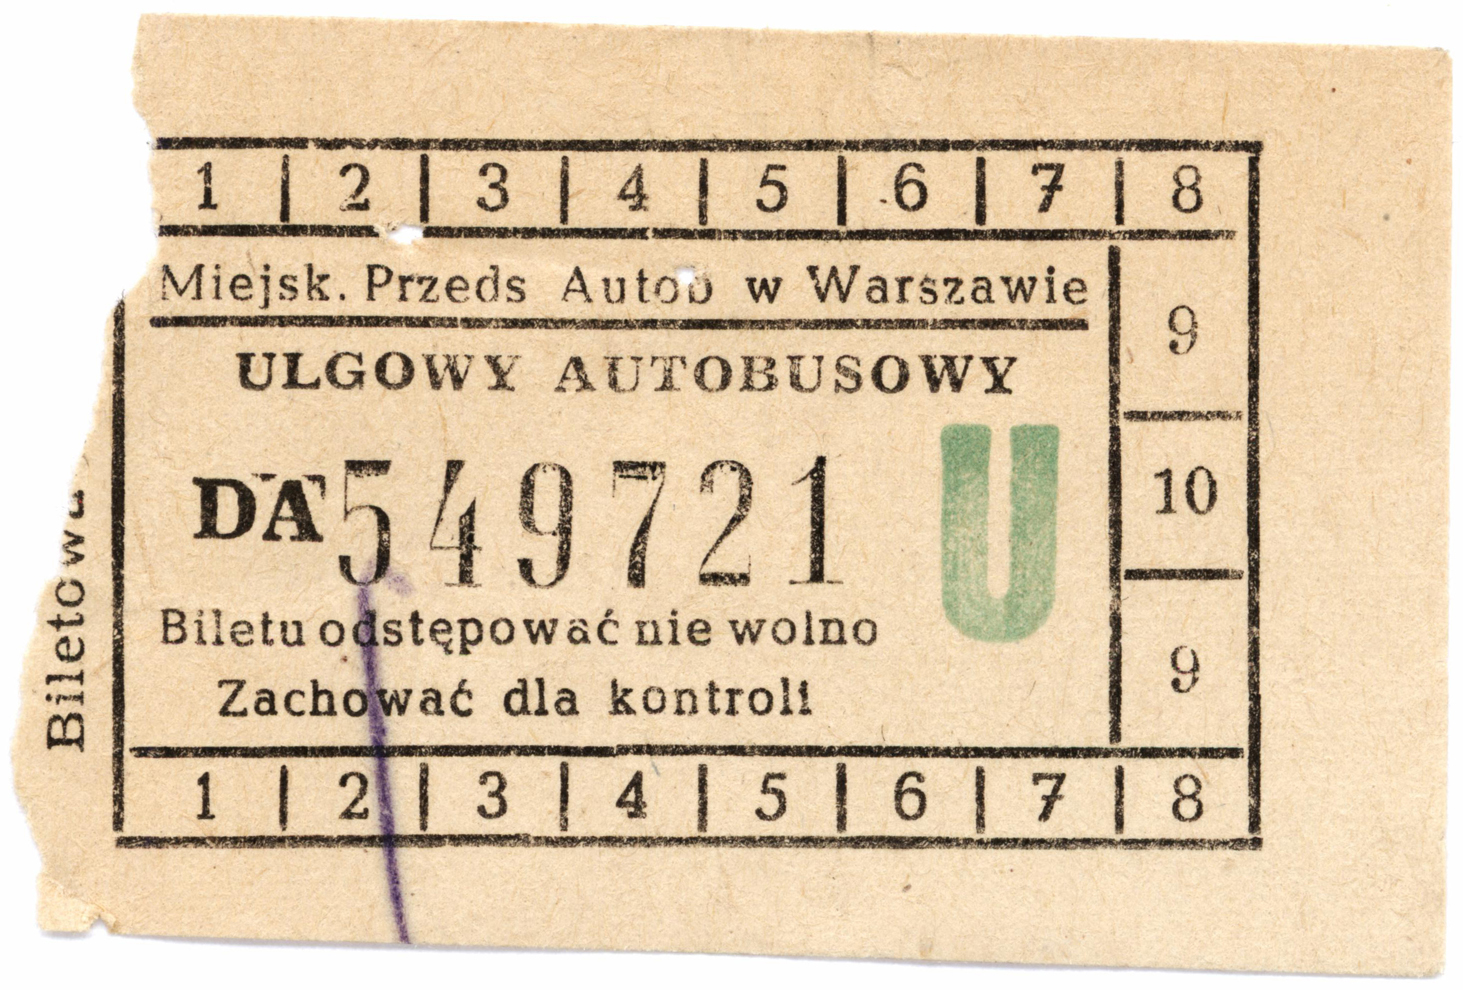 1 | 2 | 3 | 4 | 5 | 6 | 7 | 8
Miejsk. Przeds Autob w Warszawie
9
ULGOWY AUTOBUSOWY
DA 549721 U
10
Biletu odstępować nie wolno
9
Zachować dla kontroli
1 | 2 | 3 | 4 | 5 | 6 | 7 | 8
Biletowa